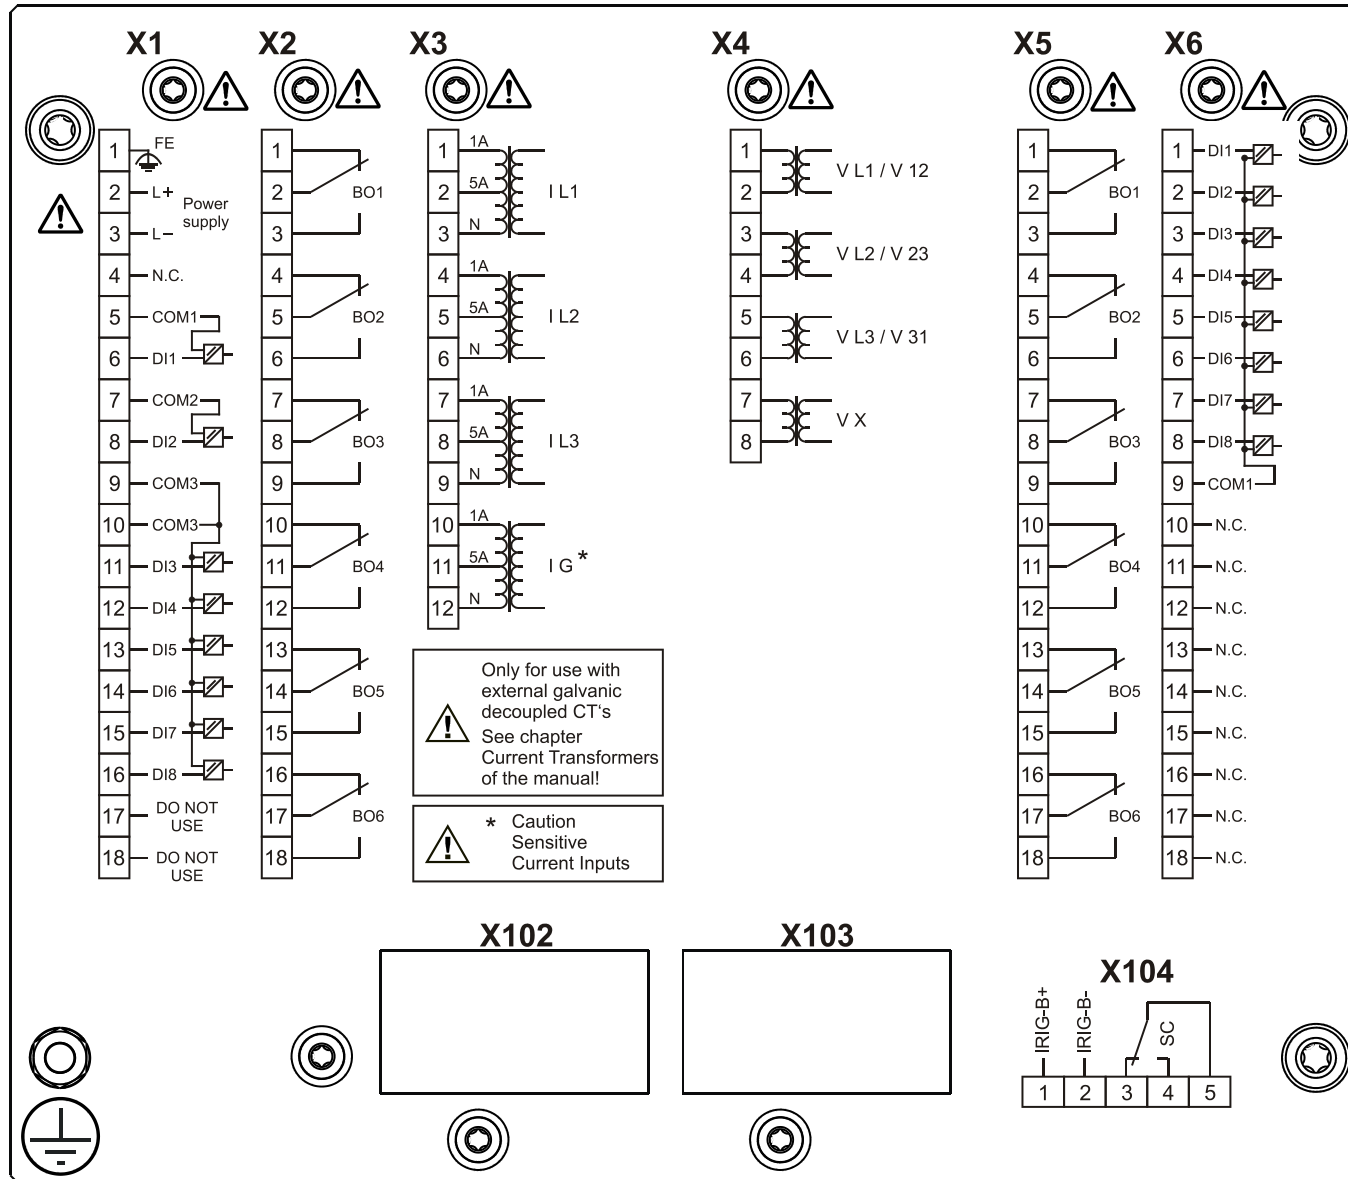 X1
1 FE
2 L+
Power
supply
3 L-
4 N.C.
5 COM1
6 DI1
7 COM2
8 DI2
9 COM3
10 COM3
11 DI3
12 DI4
13 DI5
14 DI6
15 DI7
16 DI8
17 DO NOT
USE
18 DO NOT
USE
X2
1
2 BO1
3
4
5 BO2
6
7
8 BO3
9
10
11 BO4
12
13
14 BO5
15
16
17 BO6
18
X3
1 1A
2 5A I L1
3 N
4 1A
5 5A I L2
6 N
7 1A
8 5A I L3
9 N
10 1A
11 5A I G *
12 N
Only for use with
external galvanic
decoupled CT's
See chapter
Current Transformers
of the manual!
* Caution
Sensitive
Current Inputs
X4
1
V L1 / V 12
2
3
V L2 / V 23
4
5
V L3 / V 31
6
7
V X
8
X5
1
2 BO1
3
4
5 BO2
6
7
8 BO3
9
10
11 BO4
12
13
14 BO5
15
16
17 BO6
18
X6
1 DI1
2 DI2
3 DI3
4 DI4
5 DI5
6 DI6
7 DI7
8 DI8
9 COM1
10 N.C.
11 N.C.
12 N.C.
13 N.C.
14 N.C.
15 N.C.
16 N.C.
17 N.C.
18 N.C.
X102
X103
X104
IRIG-B+
IRIG-B-
SC
1 2 3 4 5